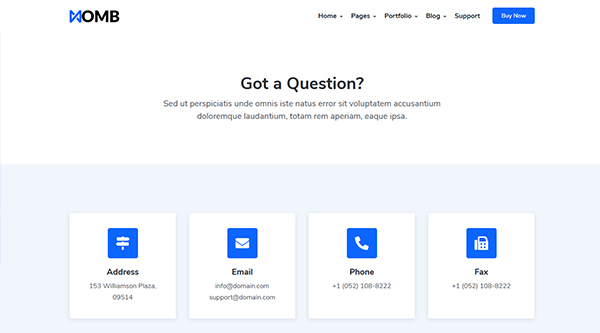 NOMB
Home Pages Portfolio Blog Support Buy Now
Got a Question?
Sed ut perspiciatis unde omnis iste natus error sit voluptatem accusantium
doloremque laudantium, totam rem aperiam, eaque ipsa.
Address
153 Williamson Plaza,
09514
Email
info@domain.com
support@domain.com
Phone
+1 (052) 108-8222
Fax
+1 (052) 108-8222